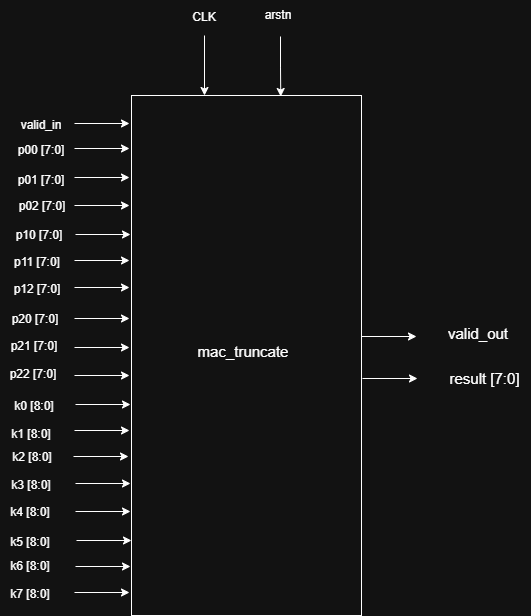 CLK
arstn
valid_in
p00 [7:0]
p01 [7:0]
p02 [7:0]
p10 [7:0]
p11 [7:0]
p12 [7:0]
p20 [7:0]
p21 [7:0]
p22 [7:0]
k0 [8:0]
k1 [8:0]
k2 [8:0]
k3 [8:0]
k4 [8:0]
k5 [8:0]
k6 [8:0]
k7 [8:0]
mac_truncate
valid_out
result [7:0]